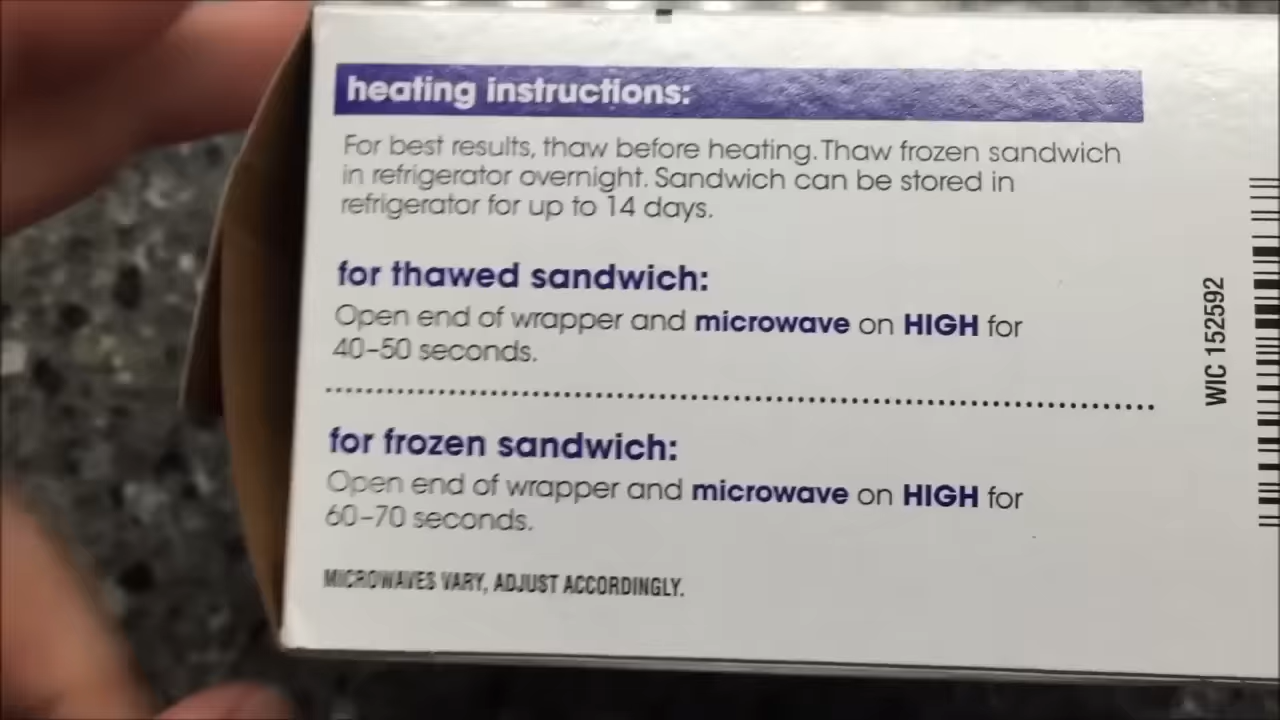 heating instructions:
For best results, thaw before heating. Thaw frozen sandwich
in refrigerator overnight. Sandwich can be stored in
refrigerator for up to 14 days.
for thawed sandwich:
Open end of wrapper and microwave on HIGH for
40–50 seconds.
for frozen sandwich:
Open end of wrapper and microwave on HIGH for
60–70 seconds.
MICROWAVES VARY, ADJUST ACCORDINGLY.
WIC 152592